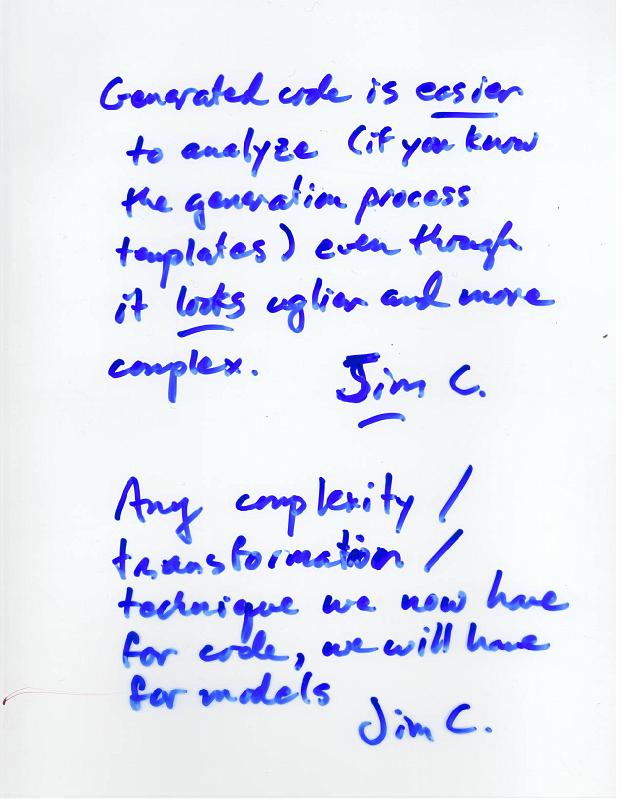 Generated code is easier
to analyze (if you know
the generation process
templates) even though
it looks uglier and more
complex.
Jim C.
Any complexity /
transformation /
technique we now have
for code, we will have
for models
Jim C.